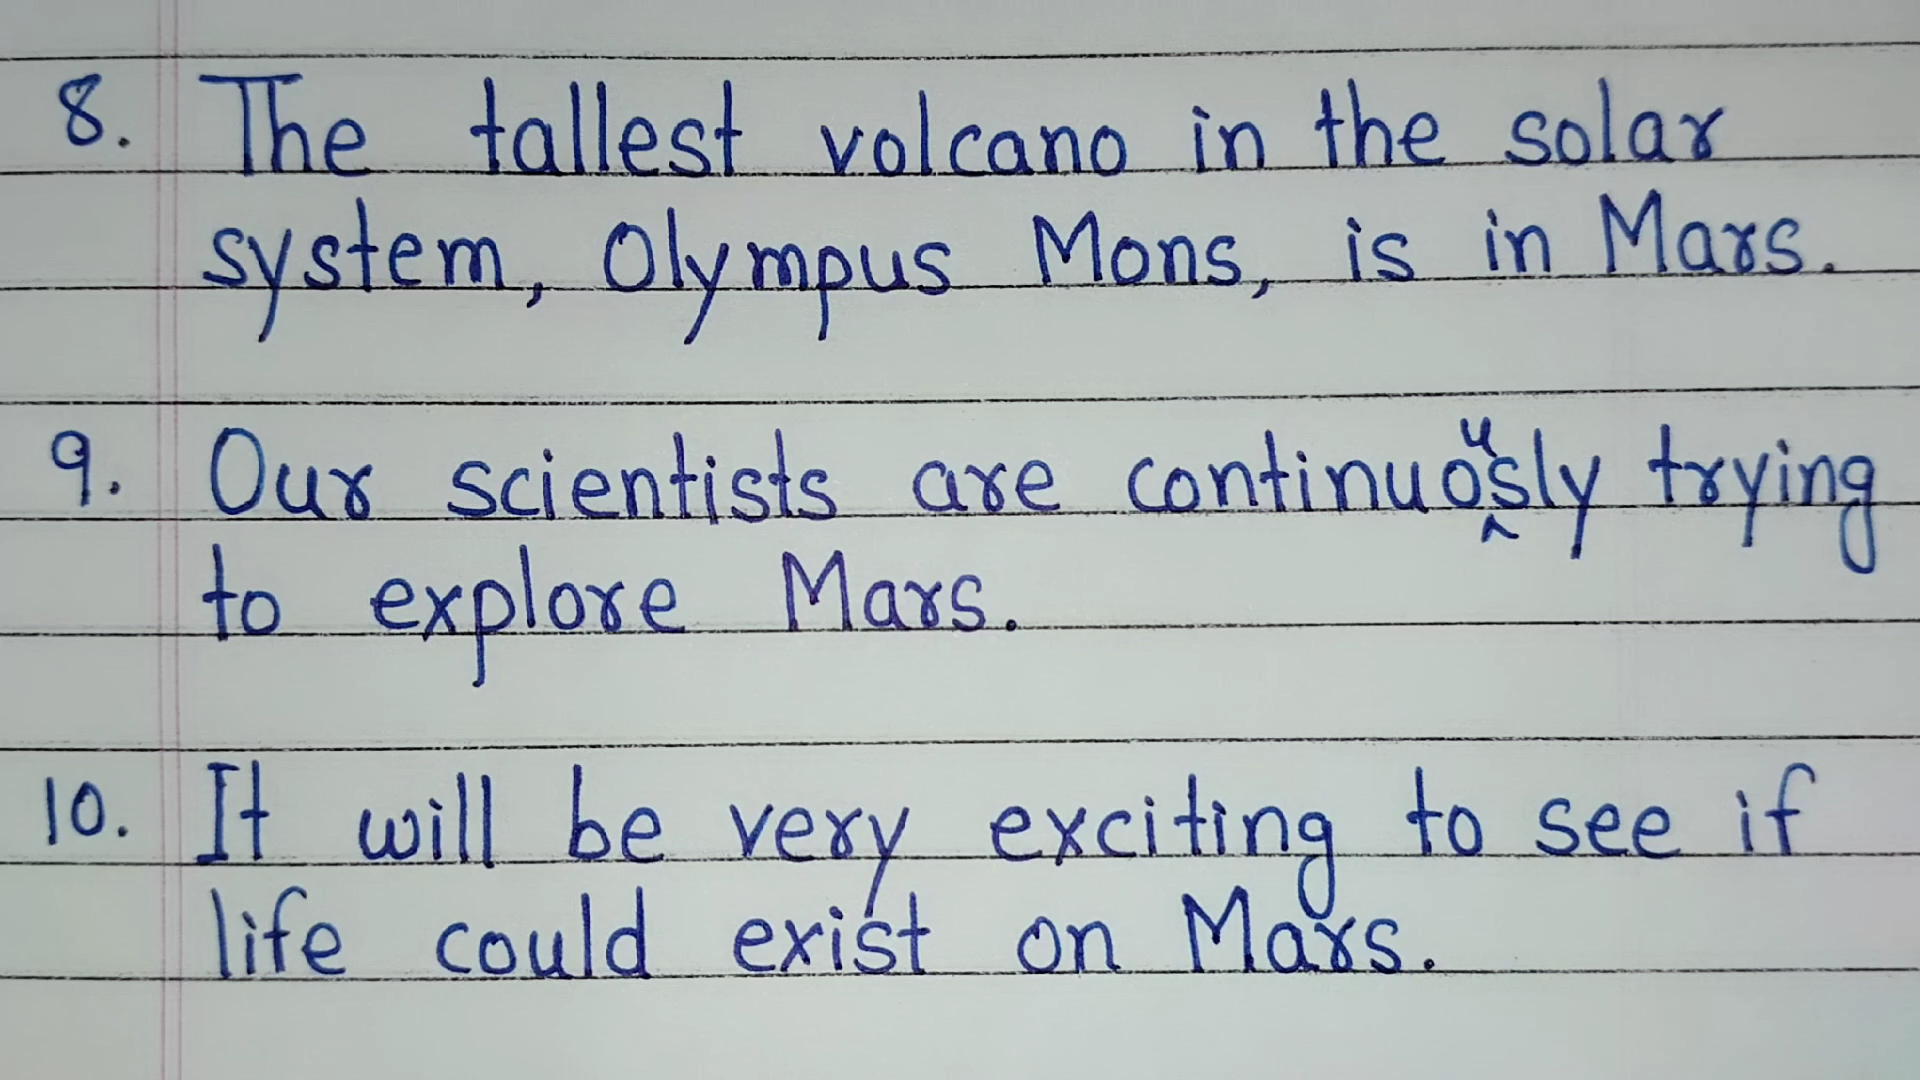 8. The tallest volcano in the solar
system, Olympus Mons, is in Mars.
9. Our scientists are continuously trying
to explore Mars.
10. It will be very exciting to see if
life could exist on Mars.